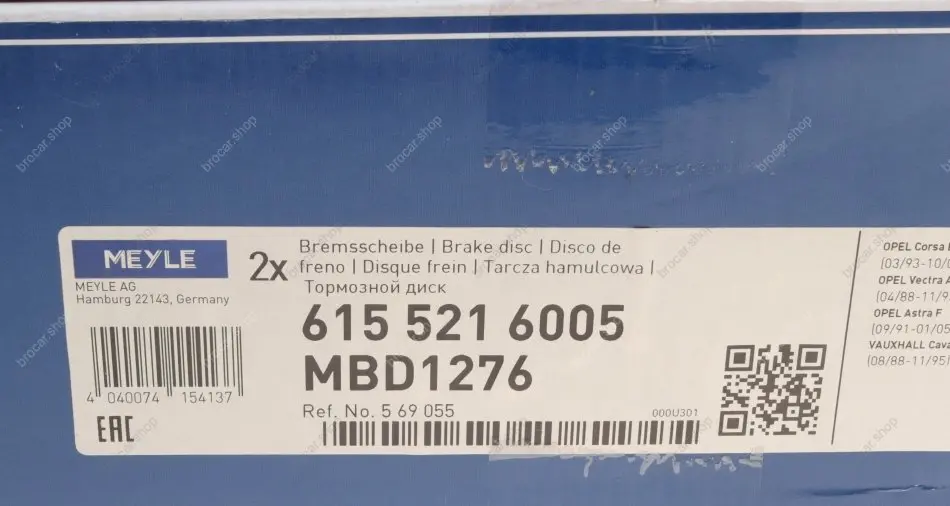 MEYLE
MEYLE AG
Hamburg 22143, Germany
4 040074 154137
EAC
2x
Bremsscheibe | Brake disc | Disco de
freno | Disque frein | Tarcza hamulcowa |
Тормозной диск
615 521 6005
MBD1276
Ref. No. 5 69 055
000U301
OPEL Corsa
(03/93-10/
OPEL Vectra A
(04/88-11/9
OPEL Astra F
(09/91-01/05
VAUXHALL Cava
(08/88-11/95)
brocar.shop